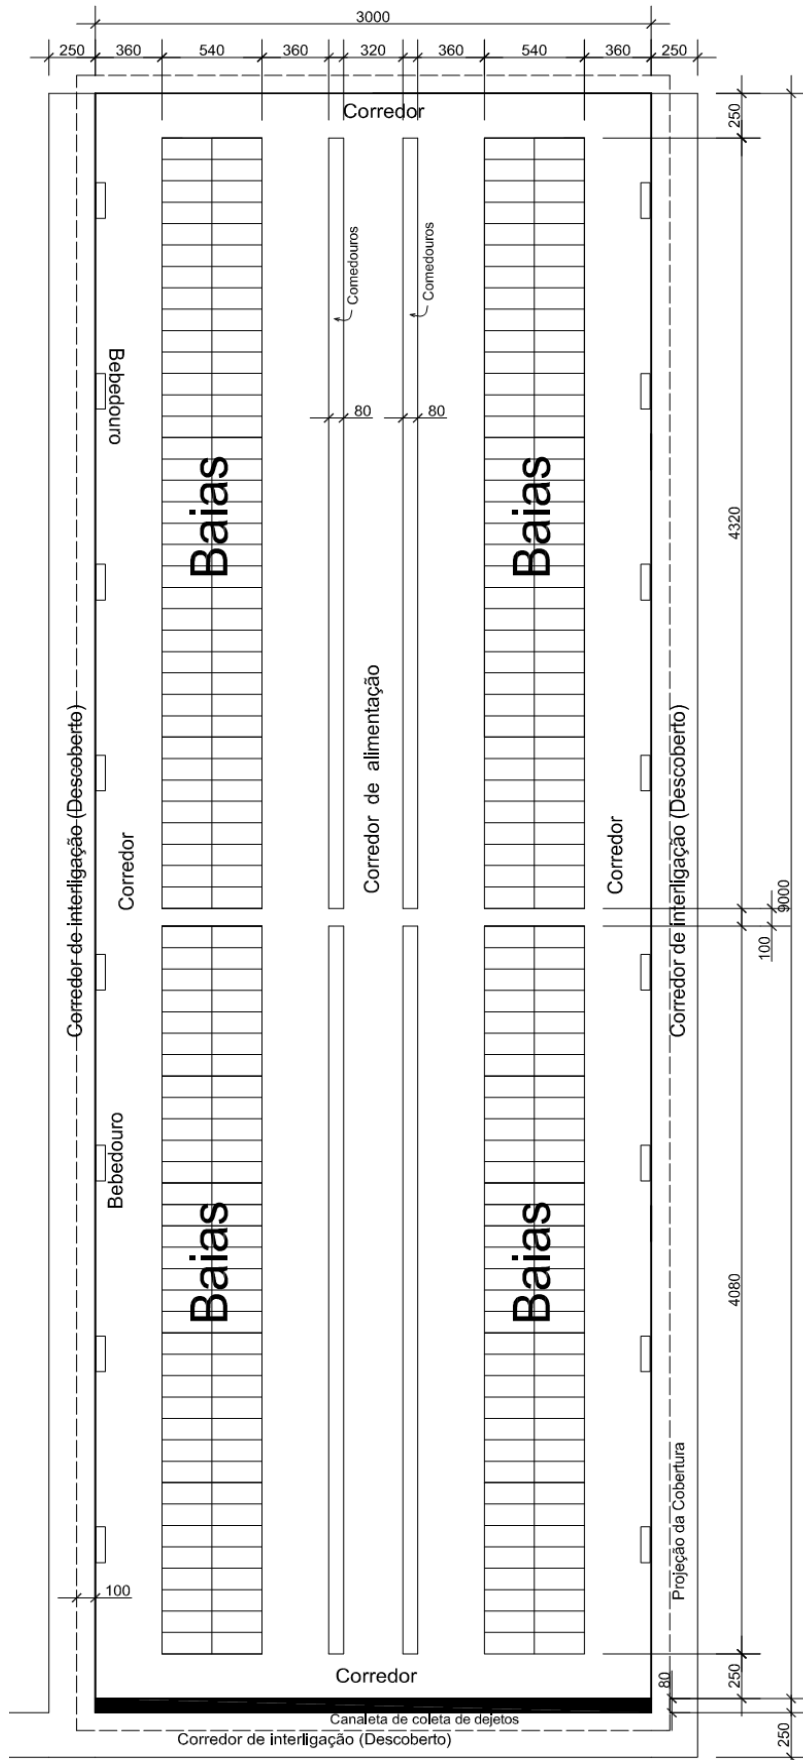 3000
250 360 540 360 320 360 540 360 250
Corredor
250
Comedouros
Comedouros
Bebedouro
80
80
Baias
Baias
4320
Corredor de alimentação
Corredor de interligação (Descoberto)
Corredor de interligação (Descoberto)
Corredor
Corredor
9000
100
Bebedouro
Baias
Baias
4080
Projeção da Cobertura
100
Corredor
80
250
Canaleta de coleta de dejetos
Corredor de interligação (Descoberto)
250